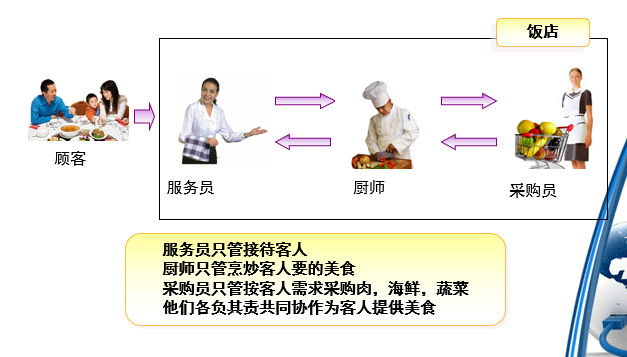 饭店
顾客
服务员
厨师
采购员
服务员只管接待客人
厨师只管烹炒客人要的美食
采购员只管按客人需求采购肉，海鲜，蔬菜
他们各负其责共同协作为客人提供美食